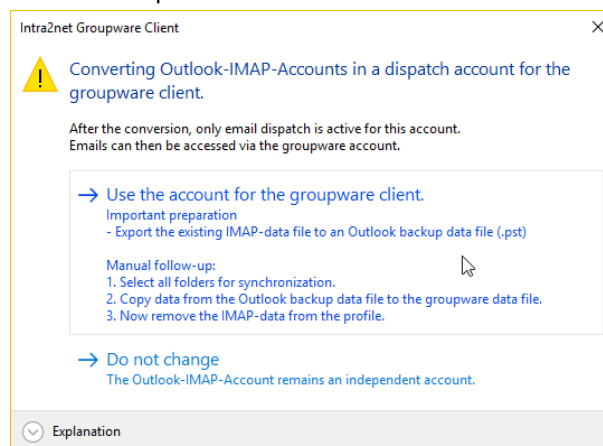 Intra2net Groupware Client
Converting Outlook-IMAP-Accounts in a dispatch account for the
groupware client.
After the conversion, only email dispatch is active for this account.
Emails can then be accessed via the groupware account.
Use the account for the groupware client.
Important preparation
- Export the existing IMAP-data file to an Outlook backup data file (.pst)
Manual follow-up:
1. Select all folders for synchronization.
2. Copy data from the Outlook backup data file to the groupware data file.
3. Now remove the IMAP-data from the profile.
Do not change
The Outlook-IMAP-Account remains an independent account.
Explanation